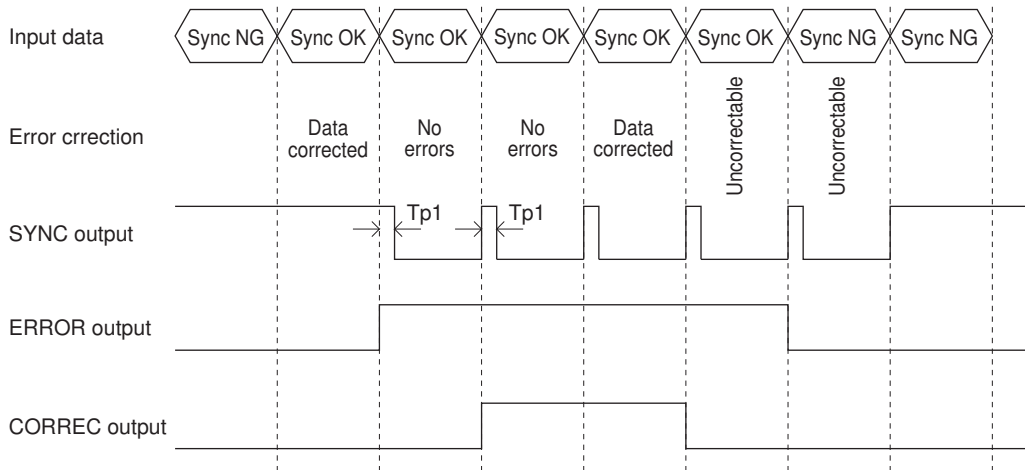 Input data
Sync NG
Sync OK
Sync OK
Sync OK
Sync OK
Sync OK
Sync NG
Sync NG
Error crrection
Data
corrected
No
errors
No
errors
Data
corrected
Uncorrectable
Uncorrectable
SYNC output
Tp1
Tp1
ERROR output
CORREC output